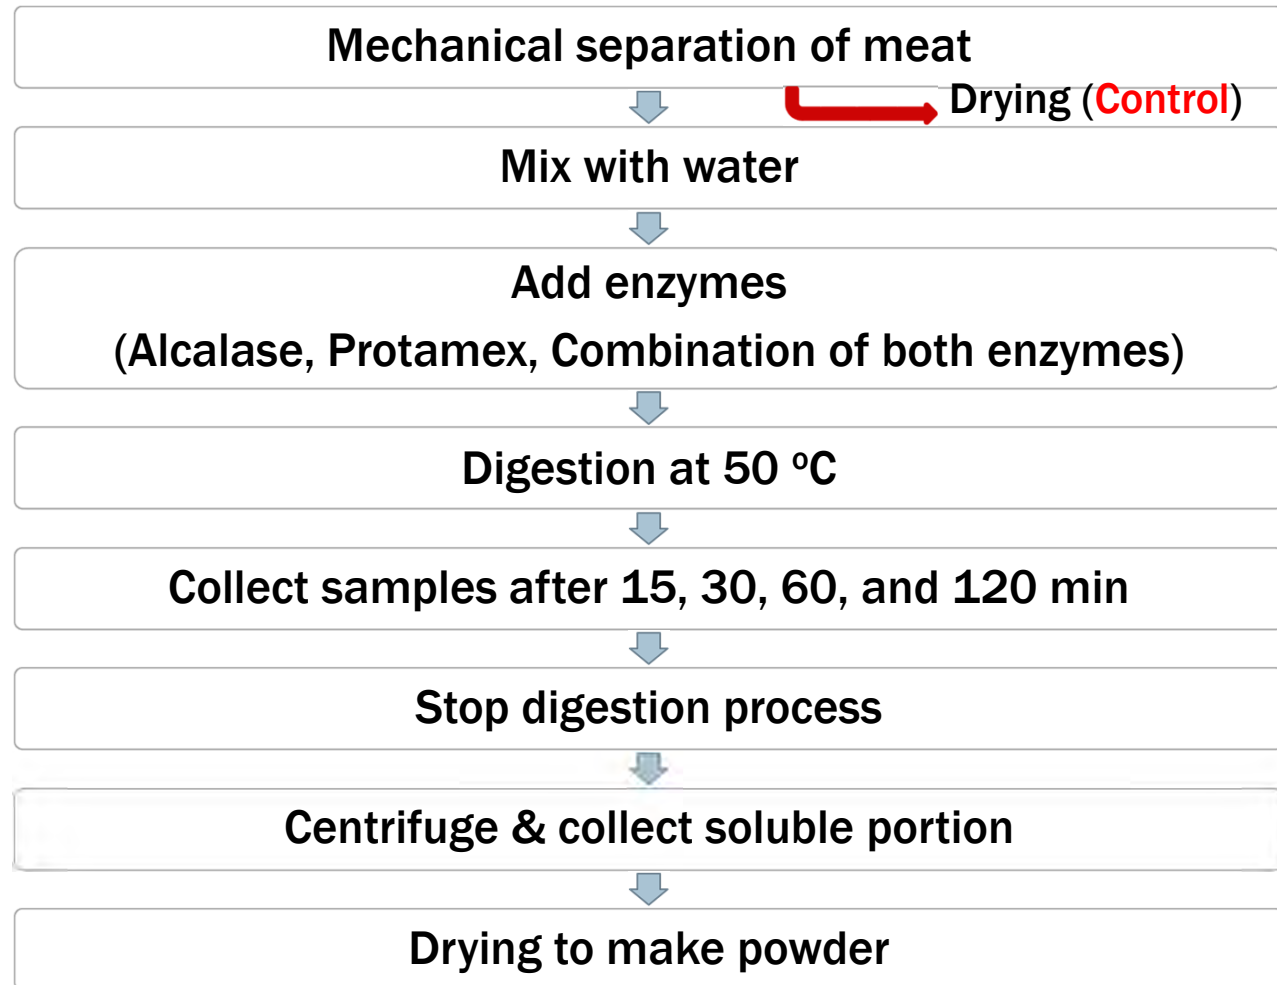 Mechanical separation of meat
Drying (Control)
Mix with water
Add enzymes
(Alcalase, Protamex, Combination of both enzymes)
Digestion at 50 ºC
Collect samples after 15, 30, 60, and 120 min
Stop digestion process
Centrifuge & collect soluble portion
Drying to make powder